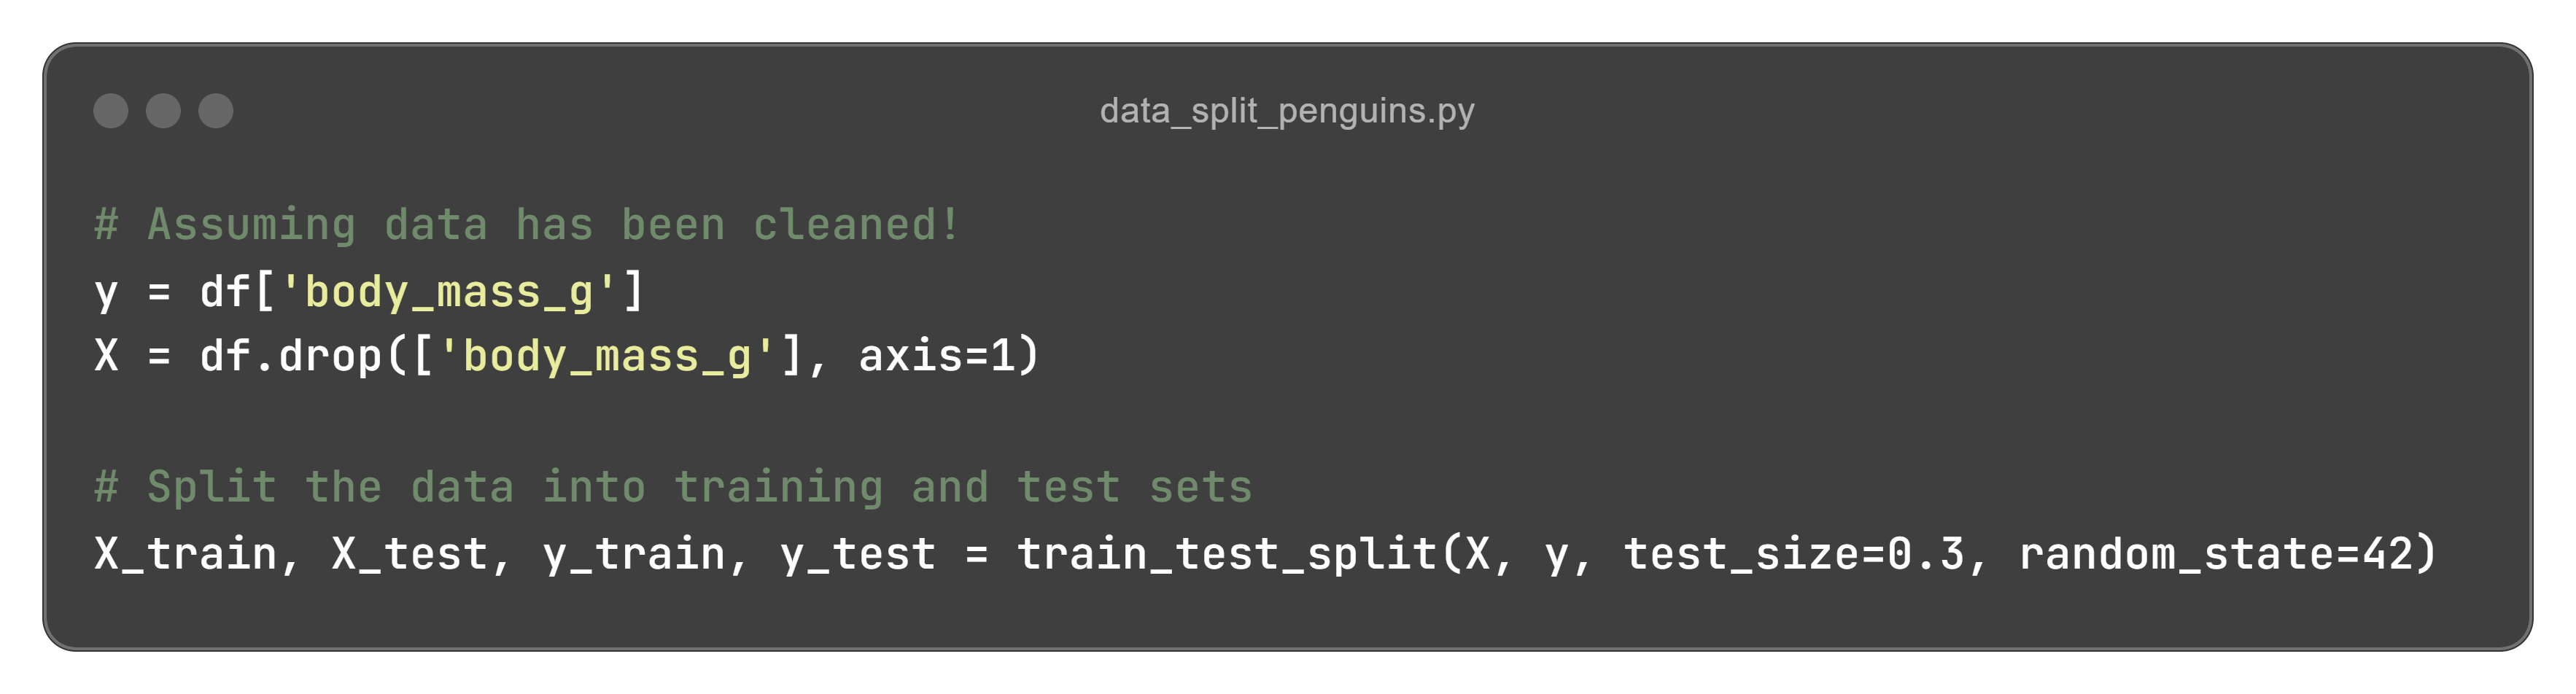 data_split_penguins.py
# Assuming data has been cleaned!
y = df['body_mass_g']
X = df.drop(['body_mass_g'], axis=1)
# Split the data into training and test sets
X_train, X_test, y_train, y_test = train_test_split(X, y, test_size=0.3, random_state=42)